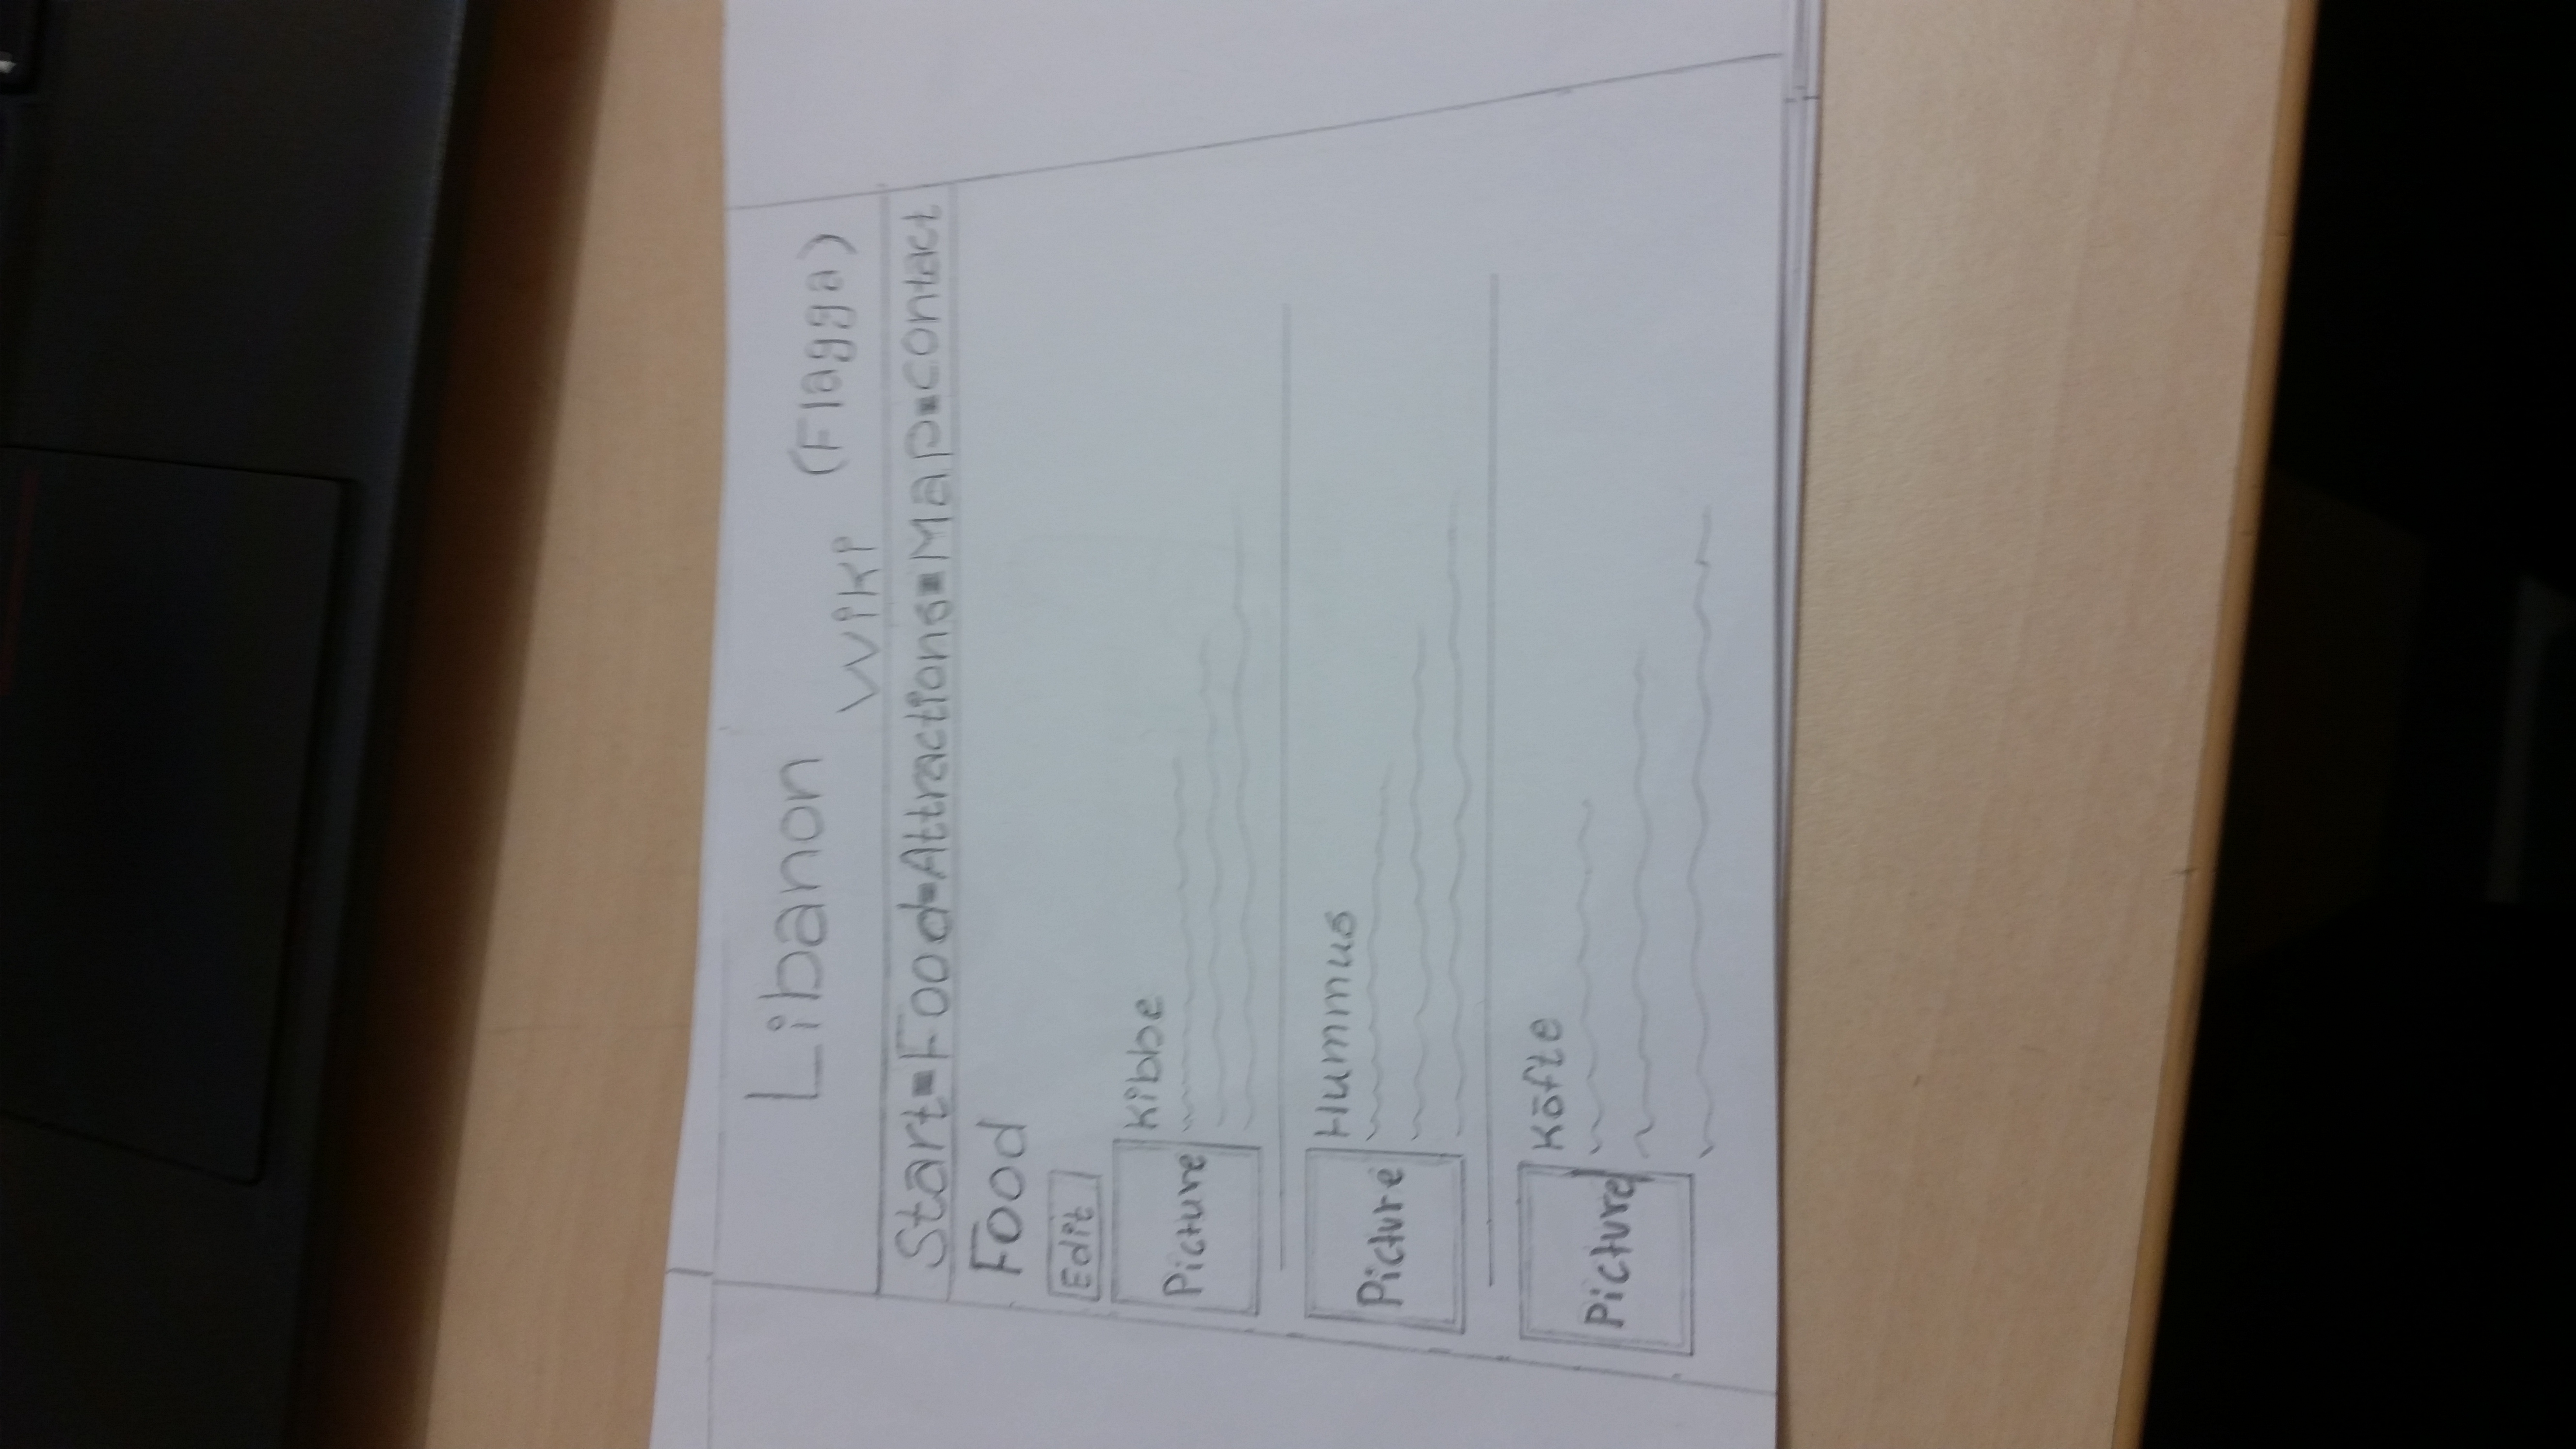 Libanon
Wiki (Flagga)
Start-Food-Attractions-Map-contact
Food
Edit
Kibbe
Picture
Hummus
Picture
Köfte
Picture